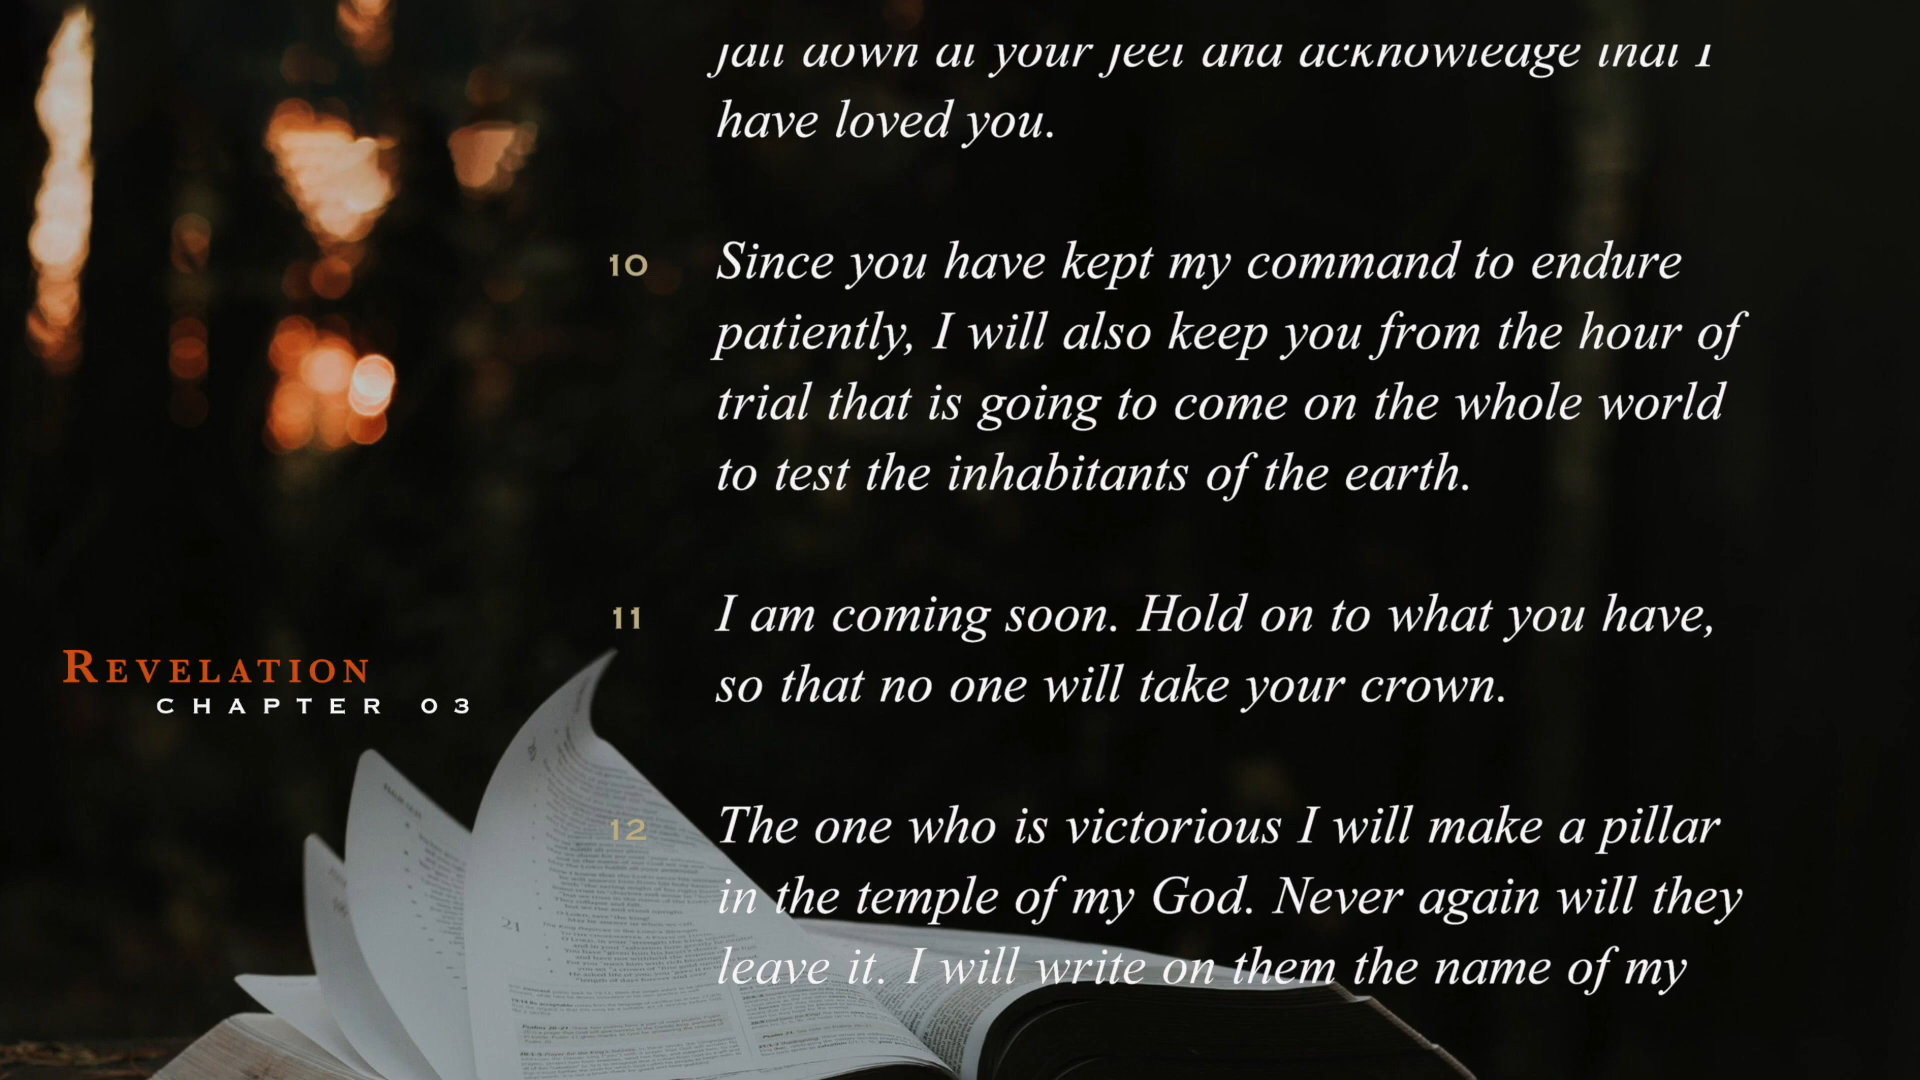 fall down at your feet and acknowledge that I
have loved you.
10 Since you have kept my command to endure
patiently, I will also keep you from the hour of
trial that is going to come on the whole world
to test the inhabitants of the earth.
11 I am coming soon. Hold on to what you have,
so that no one will take your crown.
REVELATION
CHAPTER 03
12 The one who is victorious I will make a pillar
in the temple of my God. Never again will they
leave it. I will write on them the name of my
21